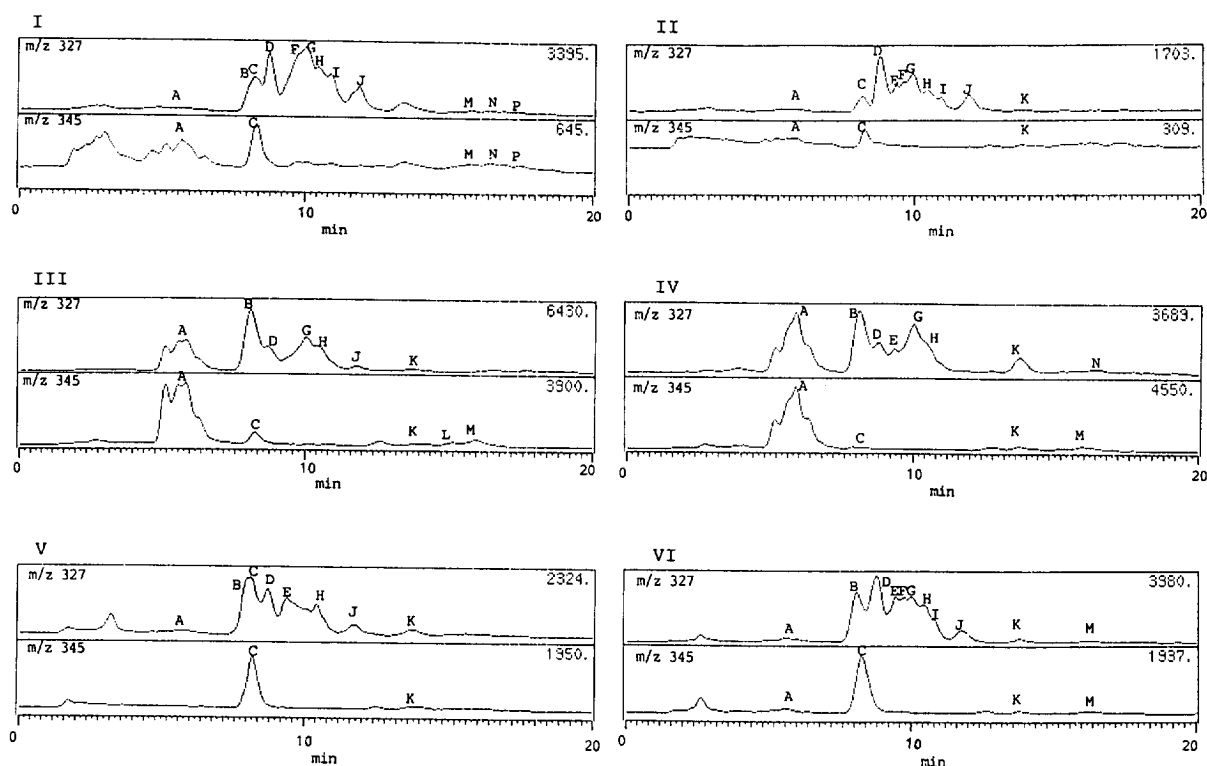 I
m/z 327
B C D F G H I J
3395.
A
M N P
m/z 345
A
C
645.
M N P
0 10 20
min
II
m/z 327
C D E F G H I J
1703.
A
K
m/z 345
A
C
K
309.
0 10 20
min
III
m/z 327
A B D G H J K
6430.
m/z 345
A
C K L M
3900.
0 10 20
min
IV
m/z 327
A B D E G H K N
3689.
m/z 345
A
C K M
4550.
0 10 20
min
V
m/z 327
A B C D E H J K
2324.
m/z 345
C
K
1950.
0 10 20
min
VI
m/z 327
A B D E F G H I J K M
3380.
m/z 345
A C K M
1937.
0 10 20
min